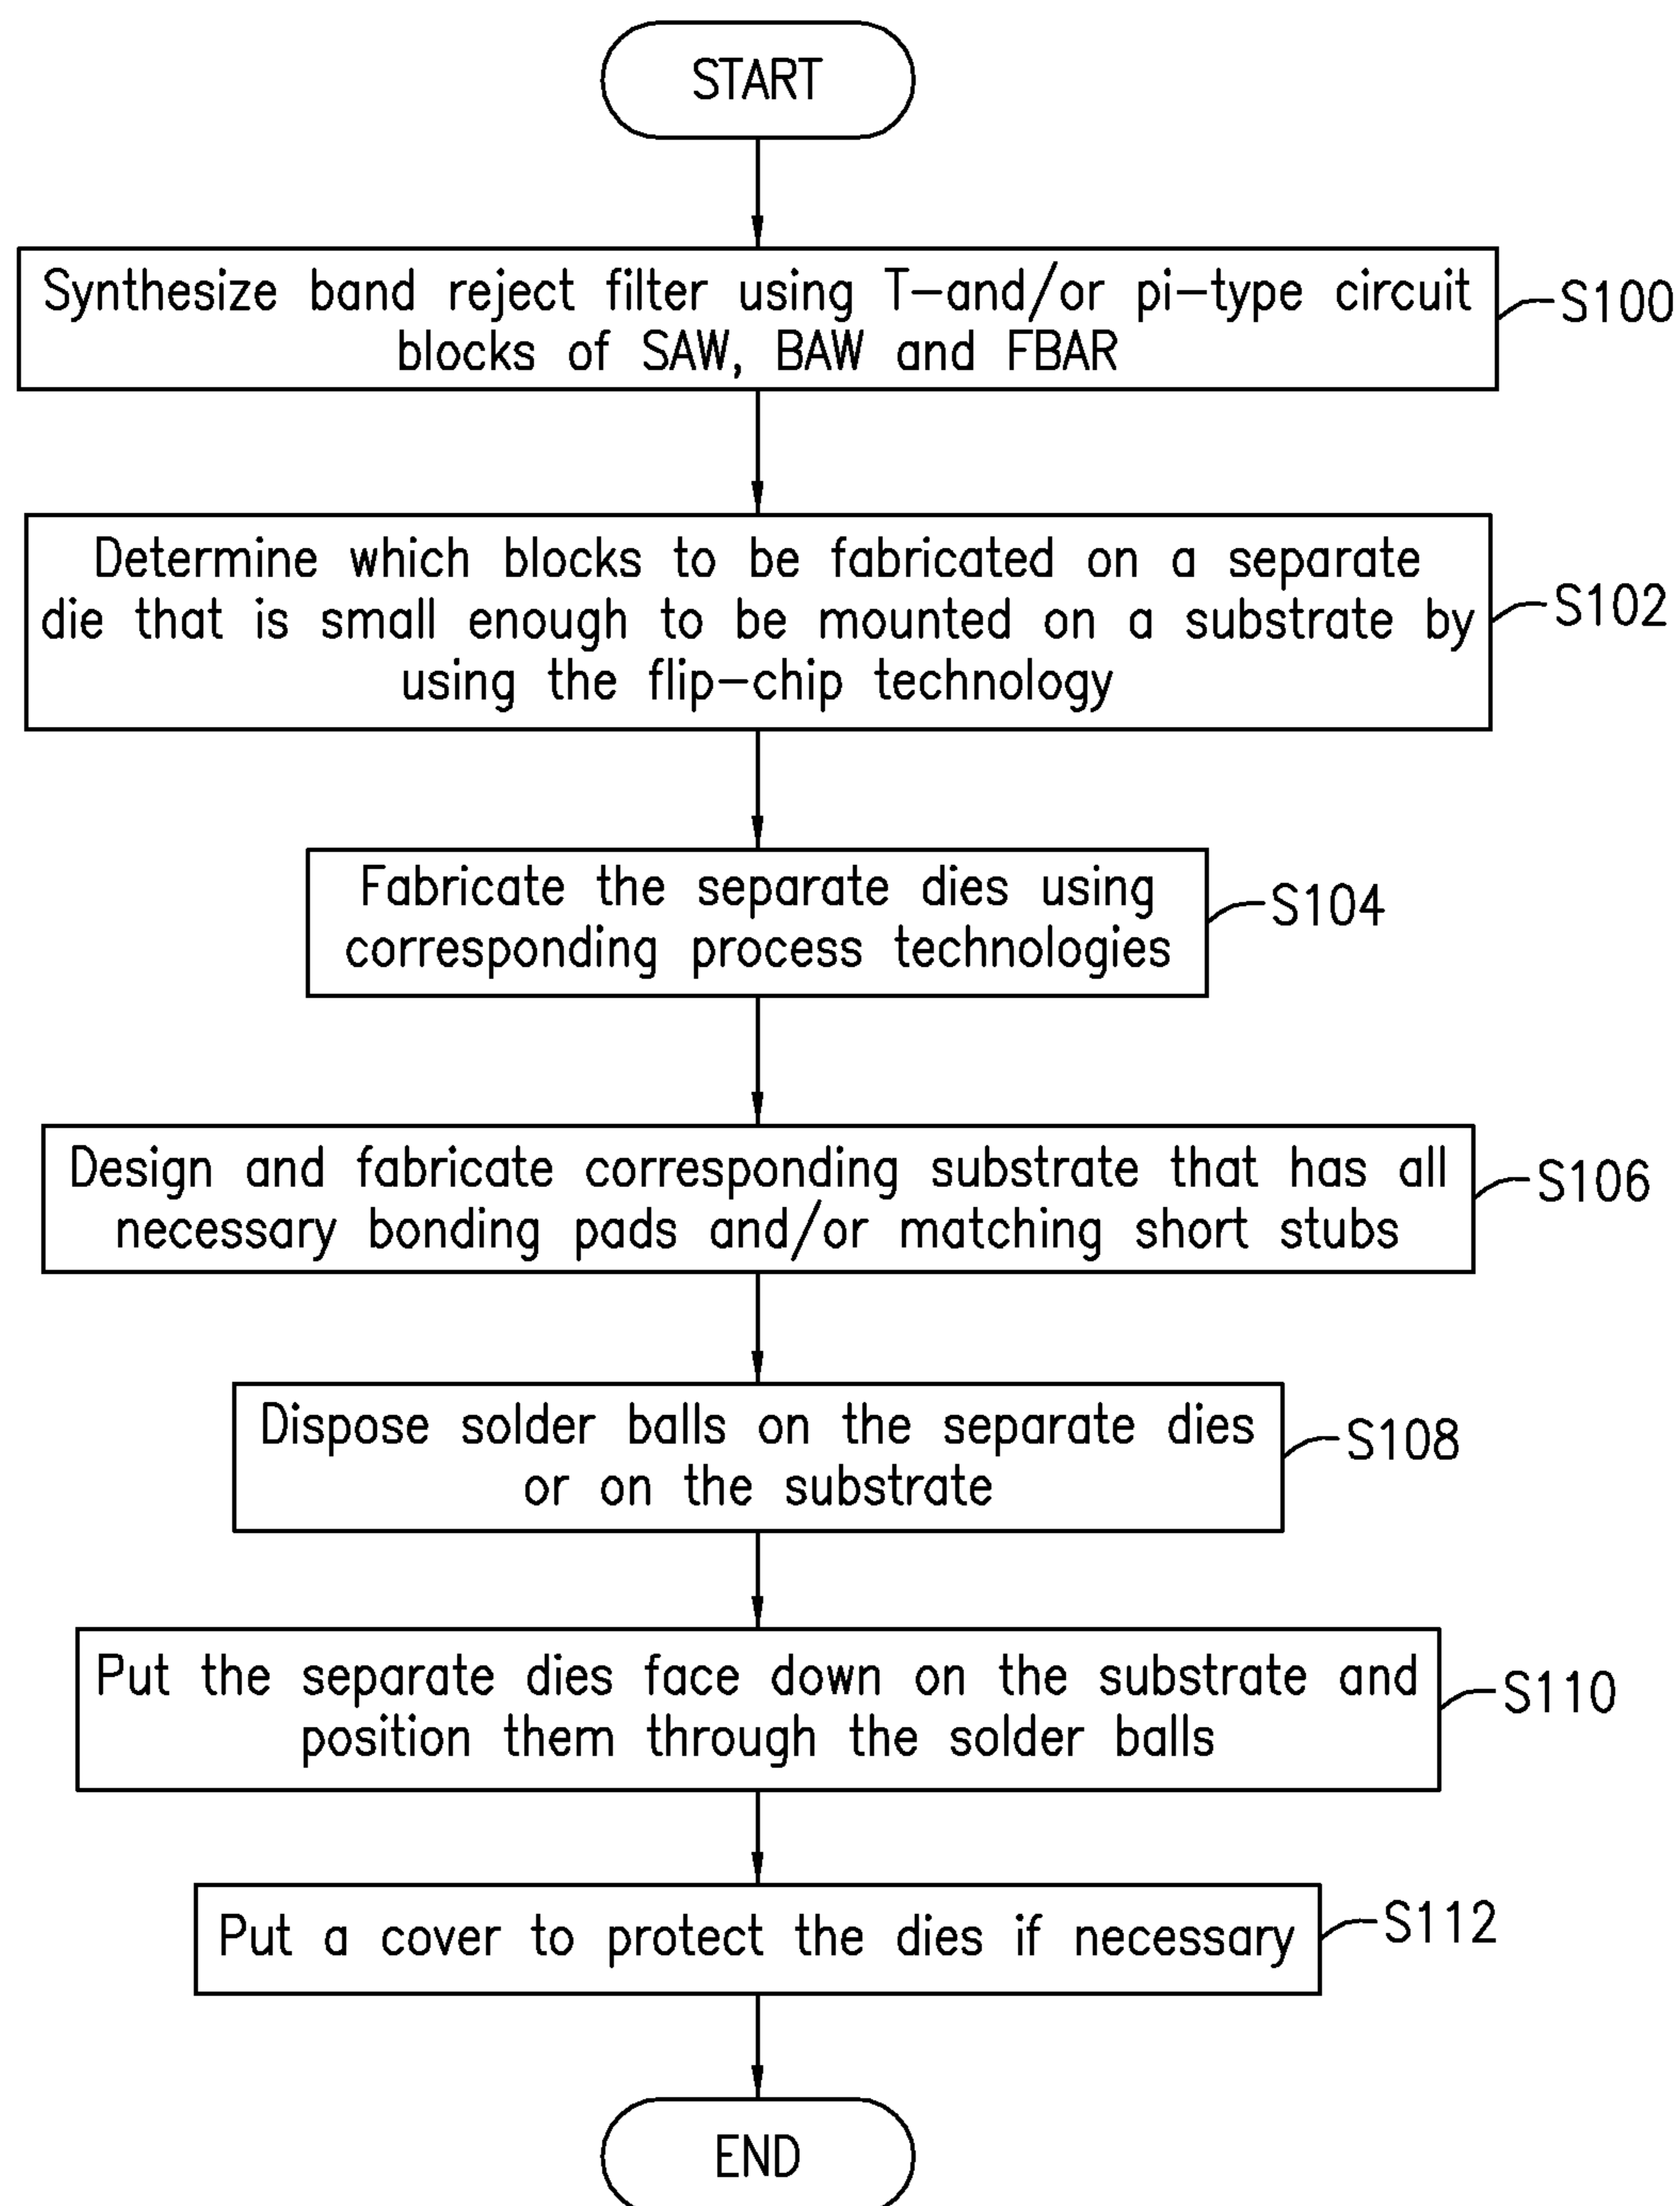 START
Synthesize band reject filter using T-and/or pi-type circuit
blocks of SAW, BAW and FBAR
S100
Determine which blocks to be fabricated on a separate
die that is small enough to be mounted on a substrate by
using the flip-chip technology
S102
Fabricate the separate dies using
corresponding process technologies
S104
Design and fabricate corresponding substrate that has all
necessary bonding pads and/or matching short stubs
S106
Dispose solder balls on the separate dies
or on the substrate
S108
Put the separate dies face down on the substrate and
position them through the solder balls
S110
Put a cover to protect the dies if necessary
S112
END